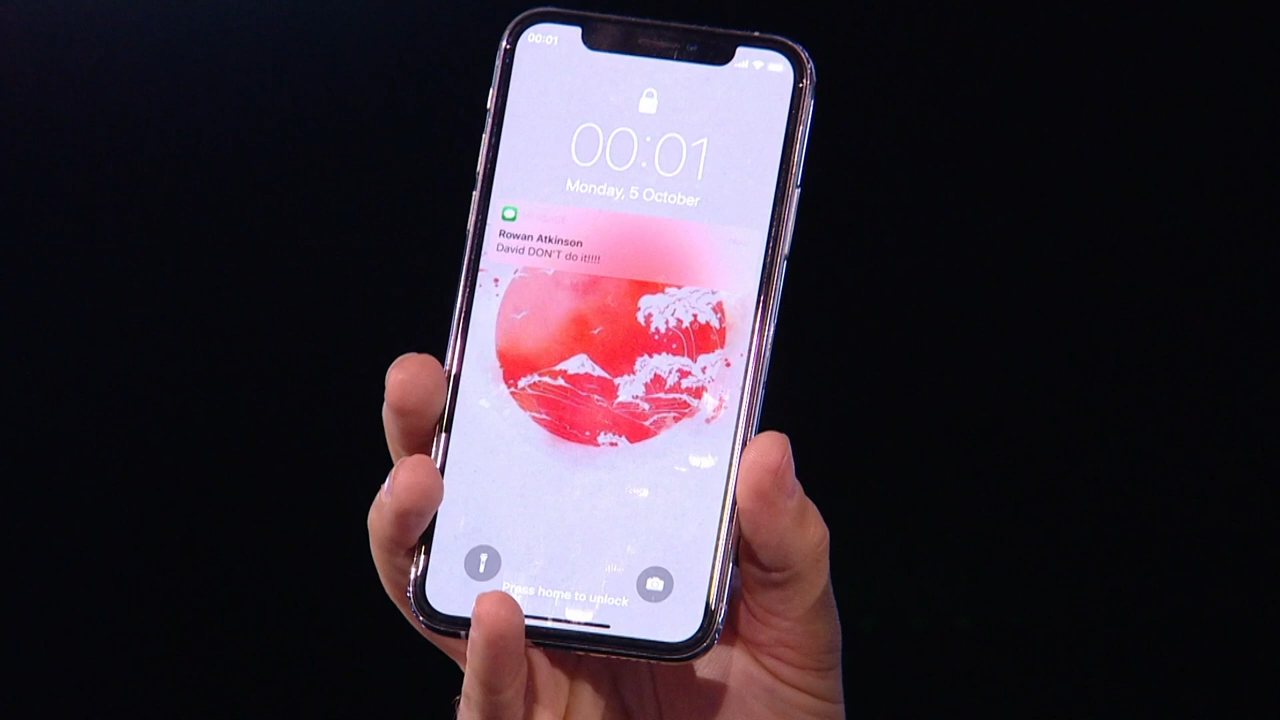 00:01
00:01
Monday, 5 October
Rowan Atkinson
David DON'T do it!!!!
Press home to unlock